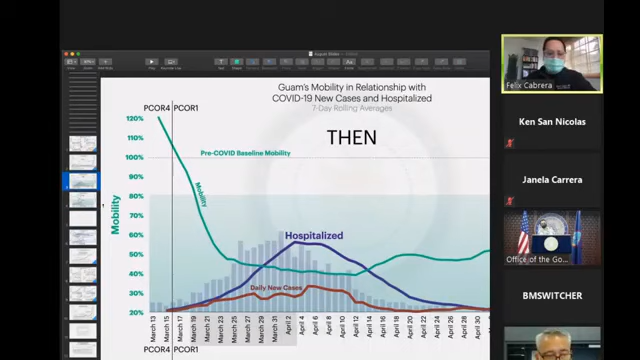 Guam's Mobility in Relationship with
COVID-19 New Cases and Hospitalized
7-Day Rolling Averages
PCOR4 PCOR1
THEN
120%
110%
100%
90%
80%
70%
60%
50%
40%
30%
20%
Mobility
Pre-COVID Baseline Mobility
Mobility
Hospitalized
Daily New Cases
March 13
March 15
March 17
March 19
March 21
March 23
March 25
March 27
March 29
March 31
April 2
April 4
April 6
April 8
April 10
April 12
April 14
April 16
April 18
April 20
April 22
April 24
April 26
April 28
April 30
PCOR4 PCOR1
Felix Cabrera
Ken San Nicolas
Janela Carrera
Office of the Go...
BMSWITCHER